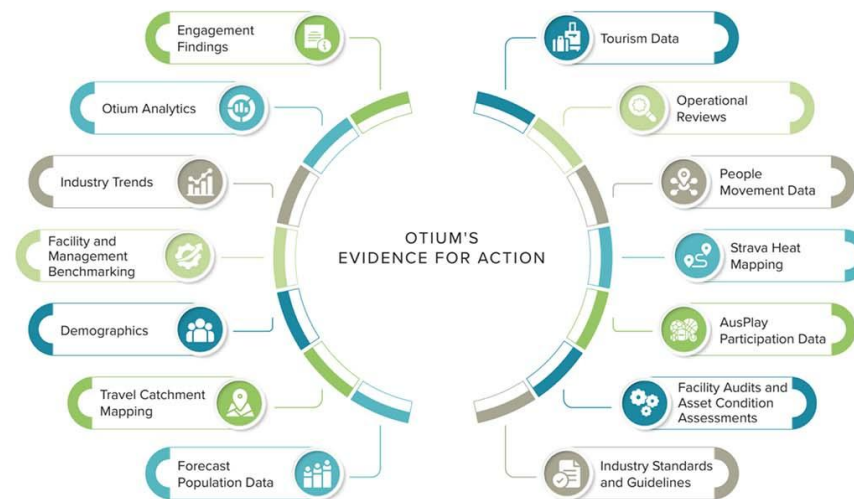 Engagement
Findings
Otium Analytics
Industry Trends
Facility and
Management
Benchmarking
Demographics
Travel Catchment
Mapping
Forecast
Population Data
OTIUM'S
EVIDENCE FOR ACTION
Tourism Data
Operational
Reviews
People
Movement Data
Strava Heat
Mapping
AusPlay
Participation Data
Facility Audits and
Asset Condition
Assessments
Industry Standards
and Guidelines